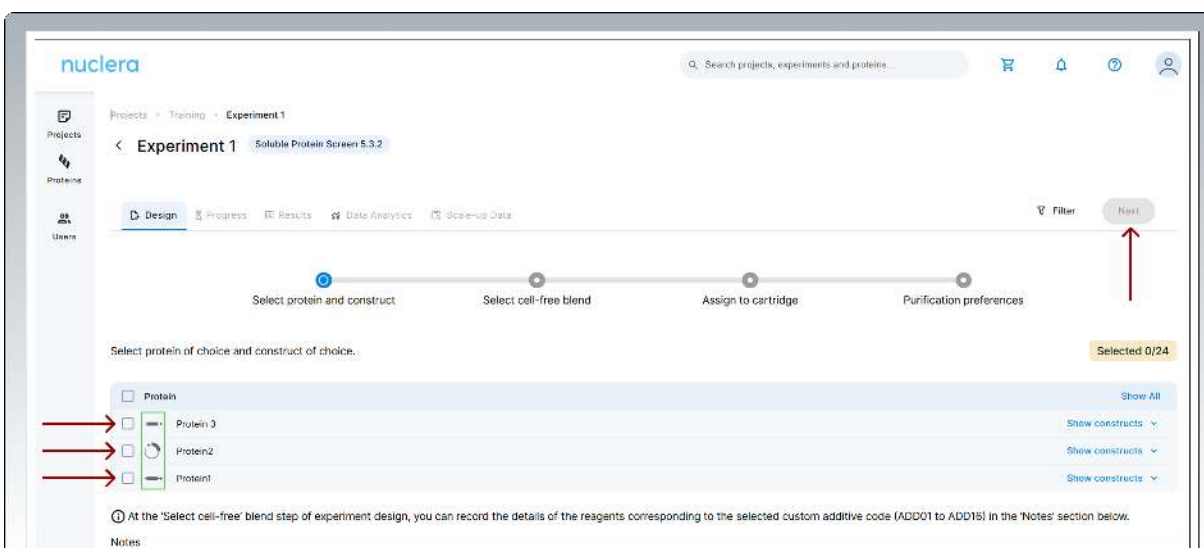 nuclera
Search projects, experiments and proteins...
Projects > Training > Experiment 1
Projects
< Experiment 1 Soluble Protein Screen 5.3.2
Proteins
Design Progress Results Data Analytics Scale-up Data Filter Next
Users
Select protein and construct Select cell-free blend Assign to cartridge Purification preferences
Select protein of choice and construct of choice. Selected 0/24
Protein Show All
Protein 3 Show constructs
Protein2 Show constructs
Protein1 Show constructs
At the 'Select cell-free' blend step of experiment design, you can record the details of the reagents corresponding to the selected custom additive code (ADD01 to ADD16) in the 'Notes' section below.
Notes